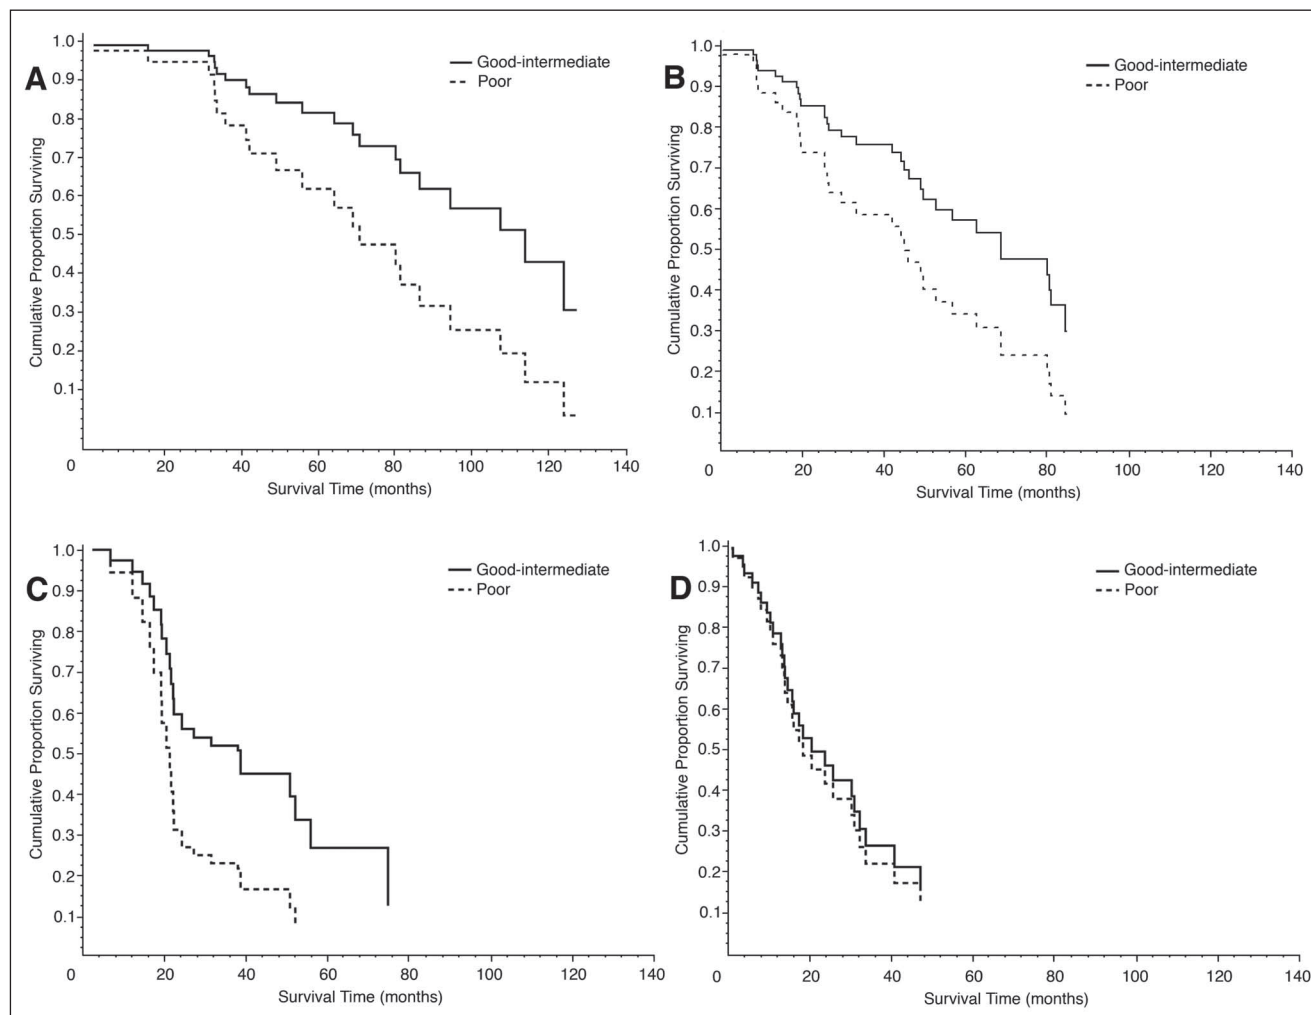 A
Good-intermediate
Poor
Cumulative Proportion Surviving
1.0
0.9
0.8
0.7
0.6
0.5
0.4
0.3
0.2
0.1
0 20 40 60 80 100 120 140
Survival Time (months)
B
Good-intermediate
Poor
Cumulative Proportion Surviving
1.0
0.9
0.8
0.7
0.6
0.5
0.4
0.3
0.2
0.1
0 20 40 60 80 100 120 140
Survival Time (months)
C
Good-intermediate
Poor
Cumulative Proportion Surviving
1.0
0.9
0.8
0.7
0.6
0.5
0.4
0.3
0.2
0.1
0 20 40 60 80 100 120 140
Survival Time (months)
D
Good-intermediate
Poor
Cumulative Proportion Surviving
1.0
0.9
0.8
0.7
0.6
0.5
0.4
0.3
0.2
0.1
0 20 40 60 80 100 120 140
Survival Time (months)